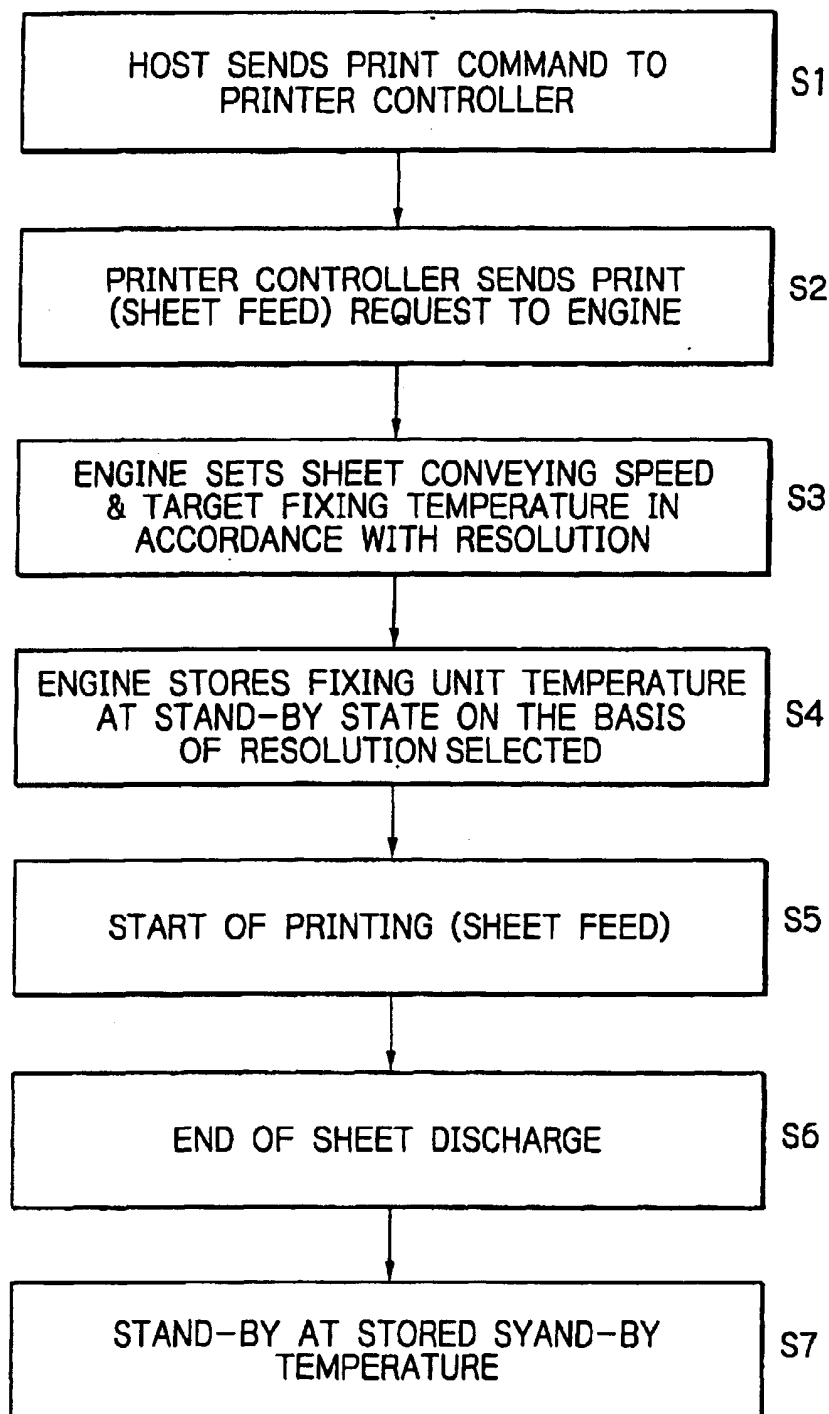 HOST SENDS PRINT COMMAND TO
PRINTER CONTROLLER
S1
PRINTER CONTROLLER SENDS PRINT
(SHEET FEED) REQUEST TO ENGINE
S2
ENGINE SETS SHEET CONVEYING SPEED
& TARGET FIXING TEMPERATURE IN
ACCORDANCE WITH RESOLUTION
S3
ENGINE STORES FIXING UNIT TEMPERATURE
AT STAND-BY STATE ON THE BASIS
OF RESOLUTION SELECTED
S4
START OF PRINTING (SHEET FEED)
S5
END OF SHEET DISCHARGE
S6
STAND-BY AT STORED SYAND-BY
TEMPERATURE
S7